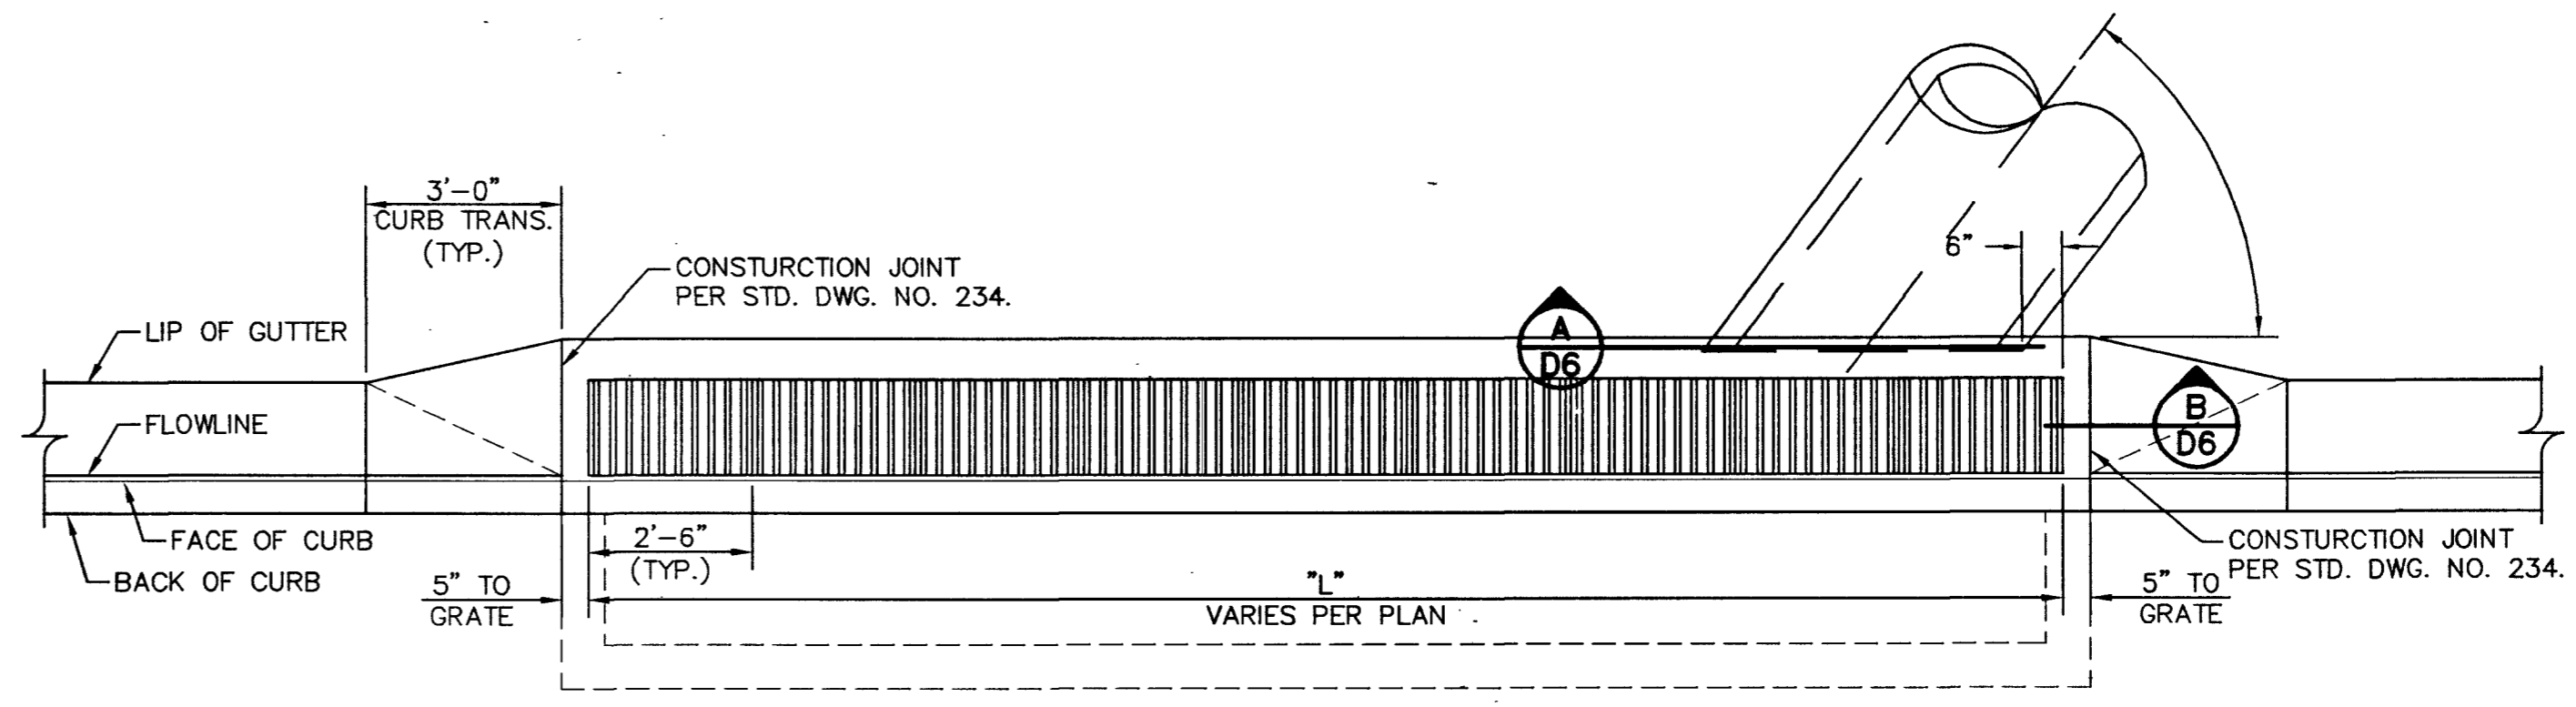 3'-0"
CURB TRANS.
(TYP.)
6"
CONSTURCTION JOINT
PER STD. DWG. NO. 234.
LIP OF GUTTER
A
D6
FLOWLINE
B
D6
FACE OF CURB
BACK OF CURB
2'-6"
(TYP.)
5" TO
GRATE
"L"
VARIES PER PLAN
5" TO
GRATE
CONSTURCTION JOINT
PER STD. DWG. NO. 234.